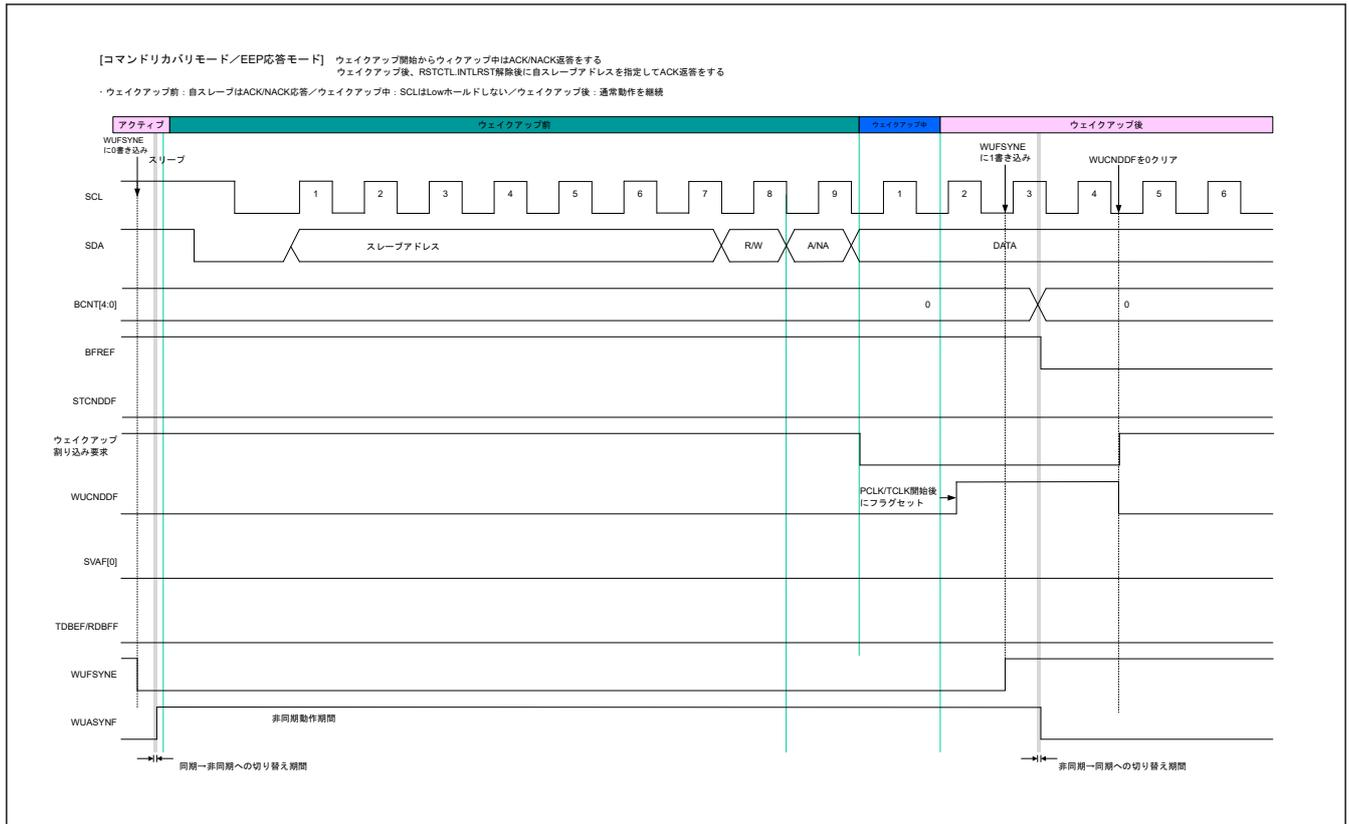 [コマンドリカバリモード／EEP応答モード] ウェイクアップ開始からウィクアップ中はACK/NACK返答をする
ウェイクアップ後、RSTCTL.INTLRST解除後に自スレーブアドレスを指定してACK返答をする
・ウェイクアップ前：自スレーブはACK/NACK応答／ウェイクアップ中：SCLはLowホールドしない／ウェイクアップ後：通常動作を継続
アクティブ ウェイクアップ前 ウェイクアップ中 ウェイクアップ後
WUFSYNE
に0書き込み
スリープ
WUFSYNE
に1書き込み
WUCNDDFを0クリア
SCL 1 2 3 4 5 6 7 8 9 1 2 3 4 5 6
SDA スレーブアドレス R/W A/NA DATA
BCNT[4:0] 0 0
BFREF
STCNDDF
ウェイクアップ
割り込み要求
WUCNDDF
PCLK/TCLK開始後
にフラグセット
SVAF[0]
TDBEF/RDBFF
WUFSYNE
WUASYNF 非同期動作期間
同期→非同期への切り替え期間 非同期→同期への切り替え期間